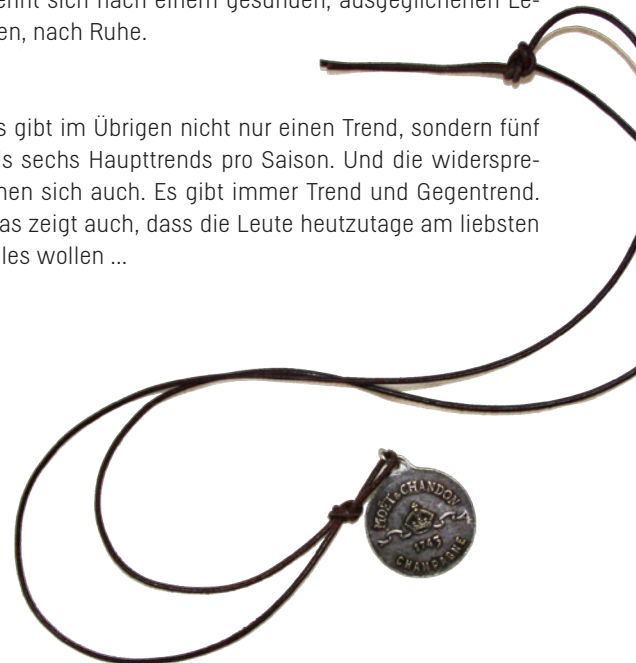 ennt sich nach einem gesunden, ausgeglichenen Le-
en, nach Ruhe.
s gibt im Übrigen nicht nur einen Trend, sondern fünf
s sechs Haupttrends pro Saison. Und die widerspre-
hen sich auch. Es gibt immer Trend und Gegentrend.
as zeigt auch, dass die Leute heutzutage am liebsten
les wollen ...
MOËT & CHANDON
1743
CHAMPAGNE